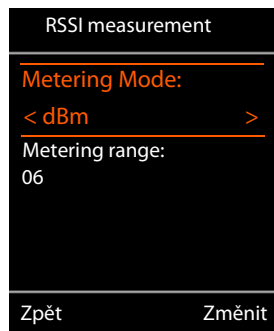 RSSI measurement
Metering Mode:
< dBm >
Metering range:
06
Zpět Změnit